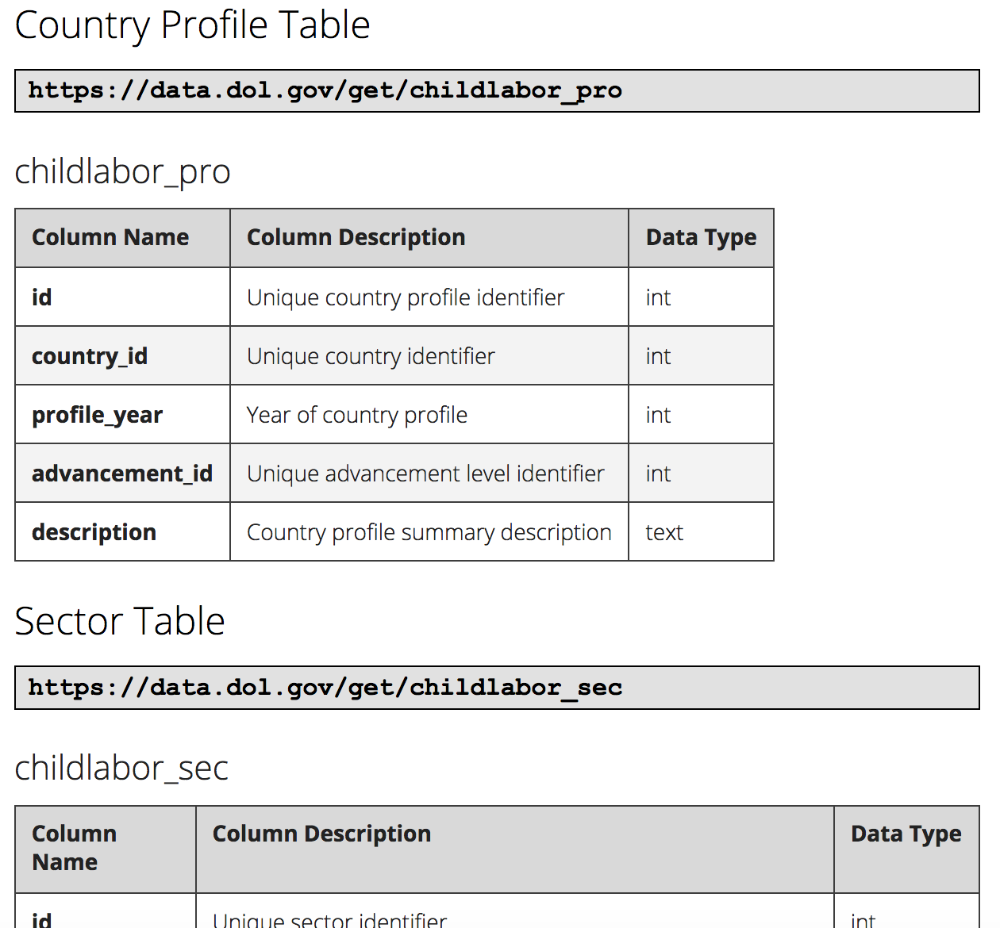 Country Profile Table
https://data.dol.gov/get/childlabor_pro
childlabor_pro
Column Name Column Description Data Type
id Unique country profile identifier int
country_id Unique country identifier int
profile_year Year of country profile int
advancement_id Unique advancement level identifier int
description Country profile summary description text
Sector Table
https://data.dol.gov/get/childlabor_sec
childlabor_sec
Column Name Column Description Data Type
id Unique sector identifier int